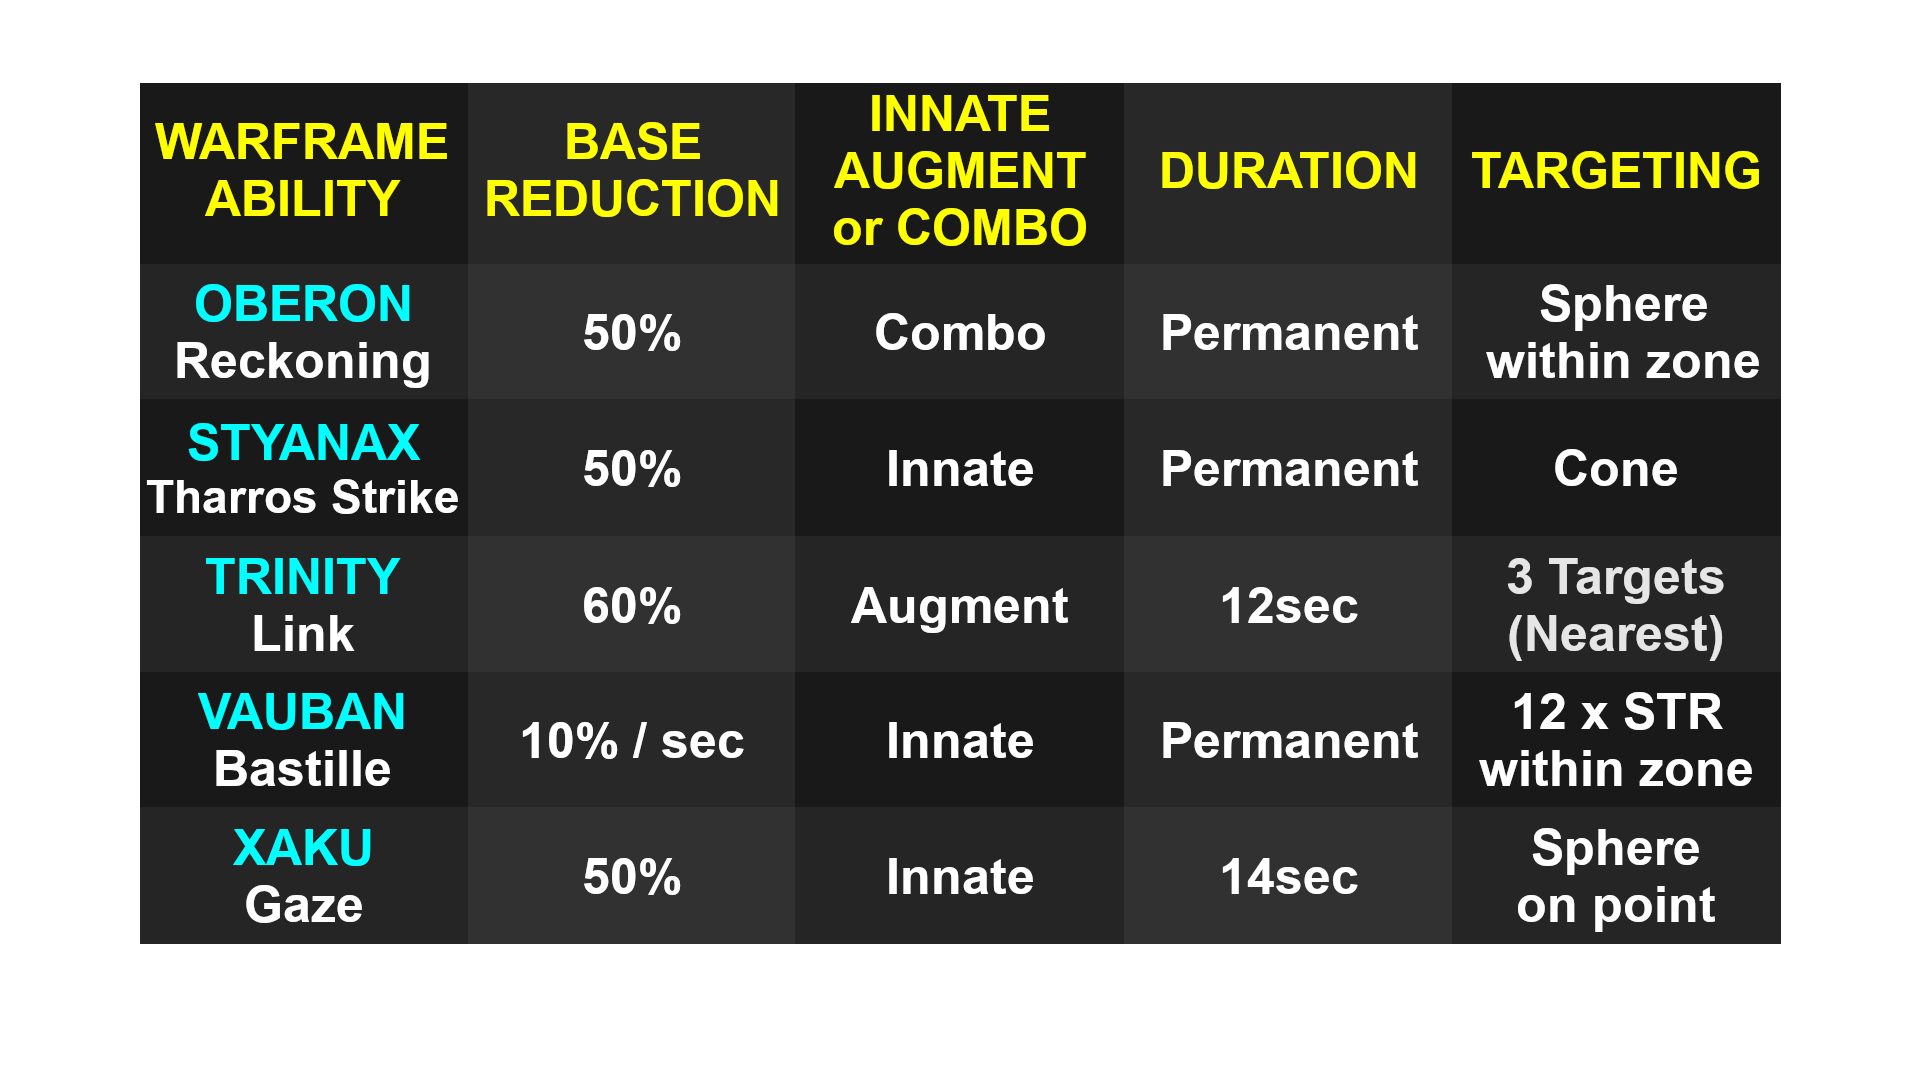 WARFRAME
ABILITY
BASE
REDUCTION
INNATE
AUGMENT
or COMBO
DURATION
TARGETING
OBERON
Reckoning
50%
Combo
Permanent
Sphere
within zone
STYANAX
Tharros Strike
50%
Innate
Permanent
Cone
TRINITY
Link
60%
Augment
12sec
3 Targets
(Nearest)
VAUBAN
Bastille
10% / sec
Innate
Permanent
12 x STR
within zone
XAKU
Gaze
50%
Innate
14sec
Sphere
on point